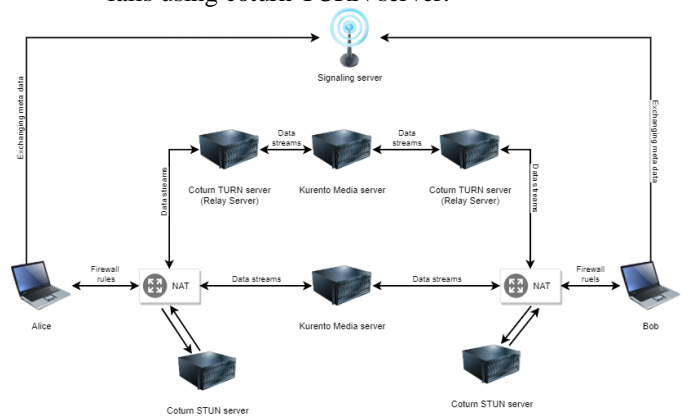 fails using coturn TURN server.
Signaling server
Exchanging meta data
Exchanging meta data
Data
streams
Data
streams
Coturn TURN server
(Relay Server)
Kurento Media server
Coturn TURN server
(Relay Server)
Data streams
Data streams
Firewall
rules
NAT
Data streams
Data streams
NAT
Firewall
ruels
Alice
Kurento Media server
Bob
Coturn STUN server
Coturn STUN server